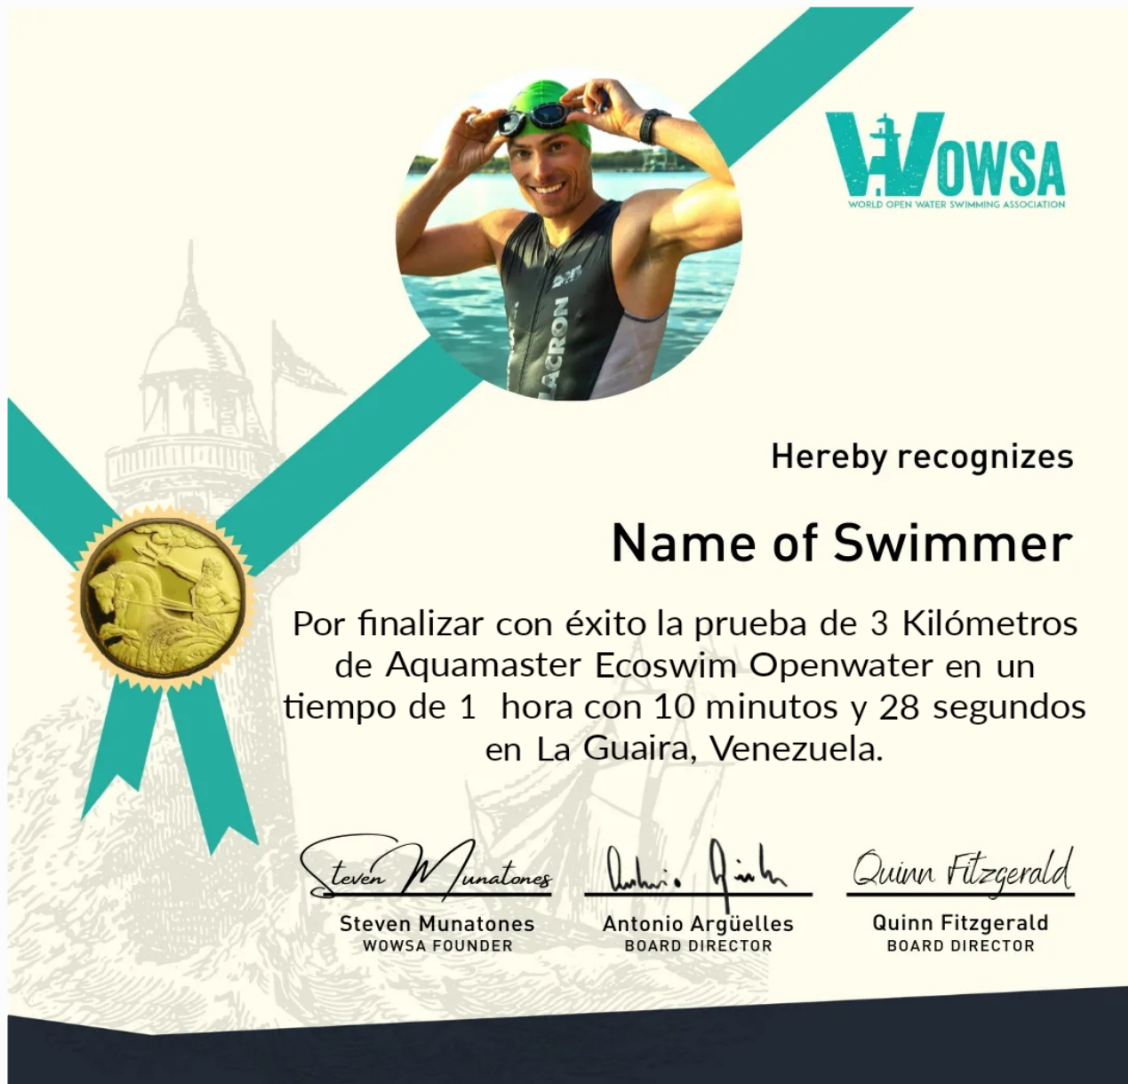 WOWSA
WORLD OPEN WATER SWIMMING ASSOCIATION
LACRON D
Hereby recognizes
Name of Swimmer
Por finalizar con éxito la prueba de 3 Kilómetros
de Aquamaster Ecoswim Openwater en un
tiempo de 1 hora con 10 minutos y 28 segundos
en La Guaira, Venezuela.
Steven Munatones
Quinn Fitzgerald
Steven Munatones
WOWSA FOUNDER
Antonio Argüelles
BOARD DIRECTOR
Quinn Fitzgerald
BOARD DIRECTOR